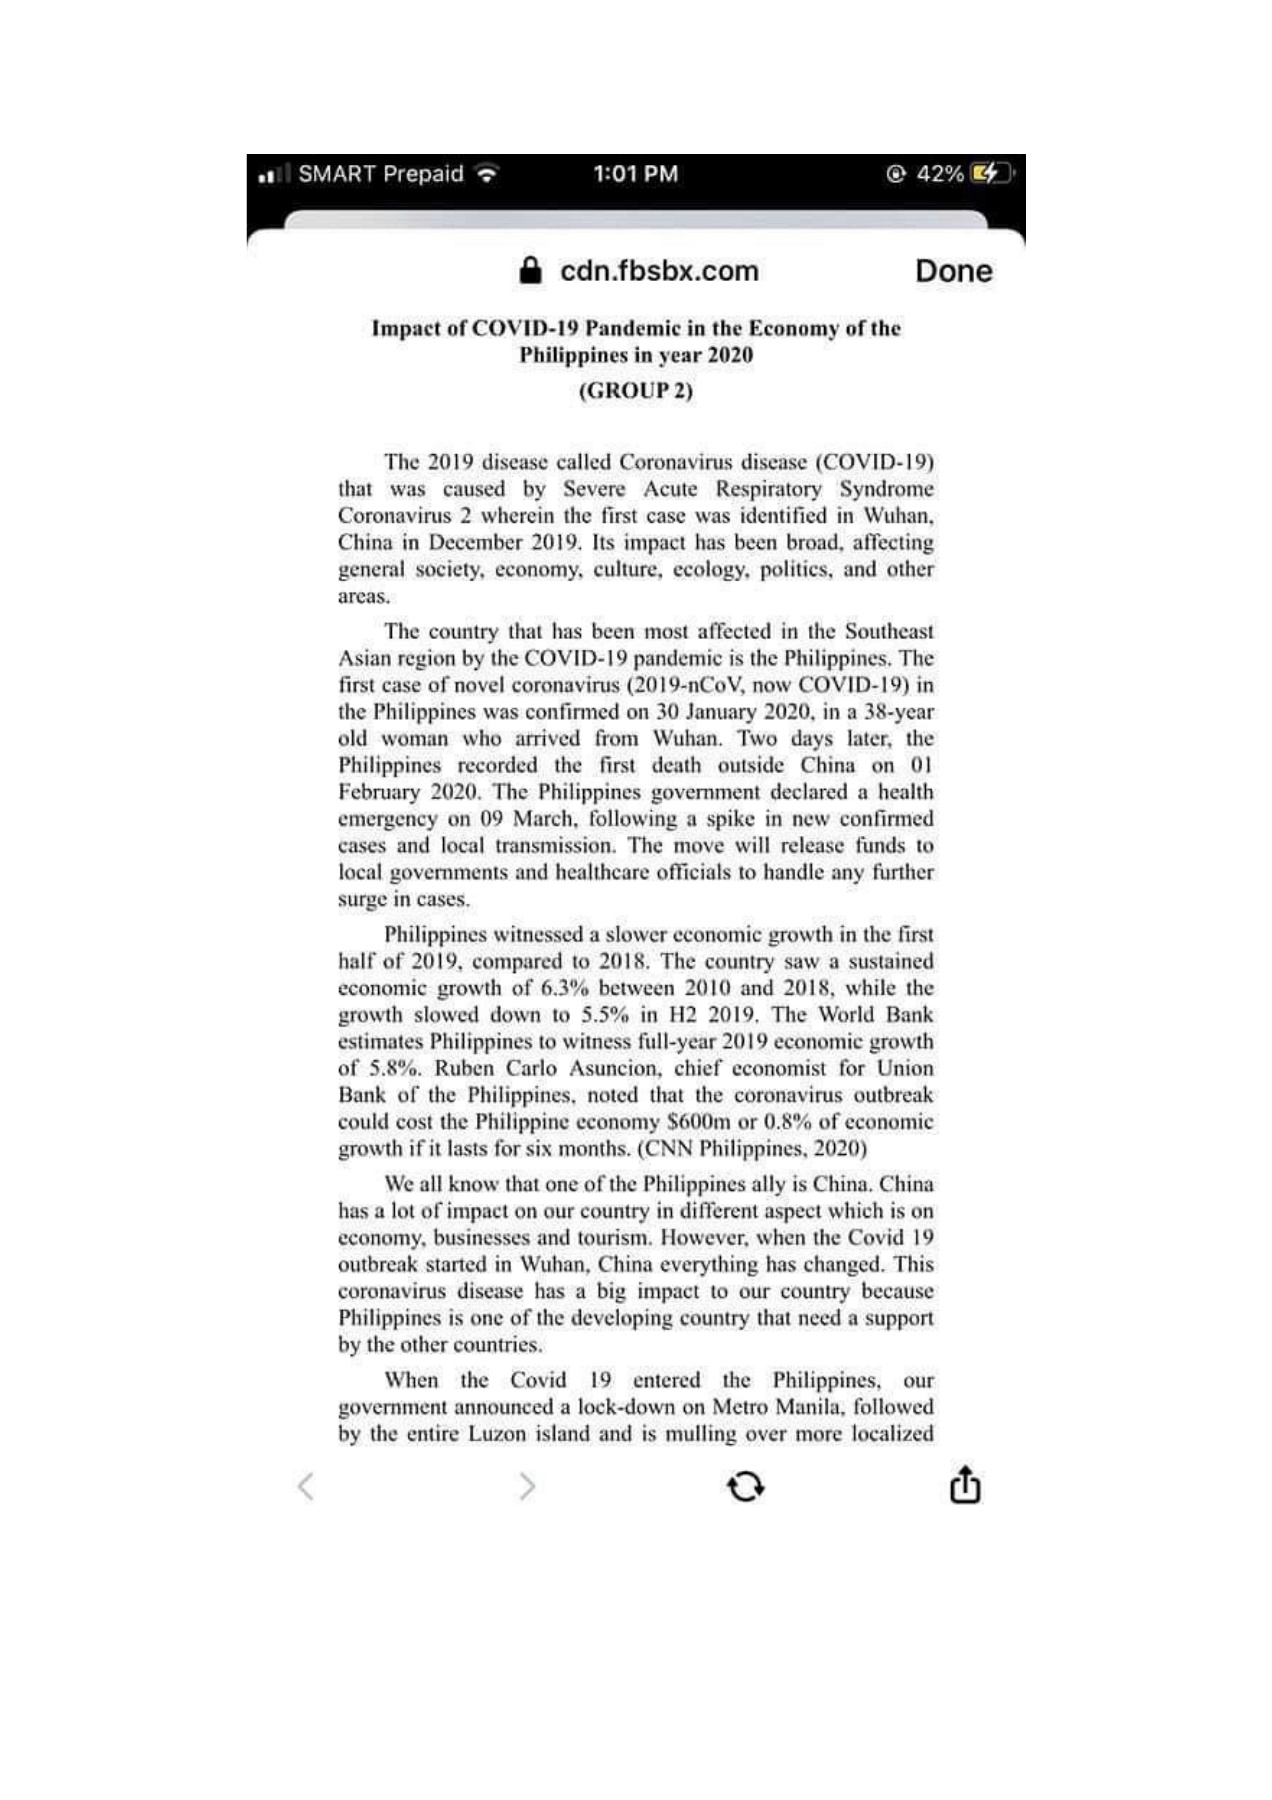 SMART Prepaid 1:01 PM 42%
cdn.fbsbx.com Done
Impact of COVID-19 Pandemic in the Economy of the
Philippines in year 2020
(GROUP 2)
The 2019 disease called Coronavirus disease (COVID-19)
that was caused by Severe Acute Respiratory Syndrome
Coronavirus 2 wherein the first case was identified in Wuhan,
China in December 2019. Its impact has been broad, affecting
general society, economy, culture, ecology, politics, and other
areas.
The country that has been most affected in the Southeast
Asian region by the COVID-19 pandemic is the Philippines. The
first case of novel coronavirus (2019-nCoV, now COVID-19) in
the Philippines was confirmed on 30 January 2020, in a 38-year
old woman who arrived from Wuhan. Two days later, the
Philippines recorded the first death outside China on 01
February 2020. The Philippines government declared a health
emergency on 09 March, following a spike in new confirmed
cases and local transmission. The move will release funds to
local governments and healthcare officials to handle any further
surge in cases.
Philippines witnessed a slower economic growth in the first
half of 2019, compared to 2018. The country saw a sustained
economic growth of 6.3% between 2010 and 2018, while the
growth slowed down to 5.5% in H2 2019. The World Bank
estimates Philippines to witness full-year 2019 economic growth
of 5.8%. Ruben Carlo Asuncion, chief economist for Union
Bank of the Philippines, noted that the coronavirus outbreak
could cost the Philippine economy $600m or 0.8% of economic
growth if it lasts for six months. (CNN Philippines, 2020)
We all know that one of the Philippines ally is China. China
has a lot of impact on our country in different aspect which is on
economy, businesses and tourism. However, when the Covid 19
outbreak started in Wuhan, China everything has changed. This
coronavirus disease has a big impact to our country because
Philippines is one of the developing country that need a support
by the other countries.
When the Covid 19 entered the Philippines, our
government announced a lock-down on Metro Manila, followed
by the entire Luzon island and is mulling over more localized